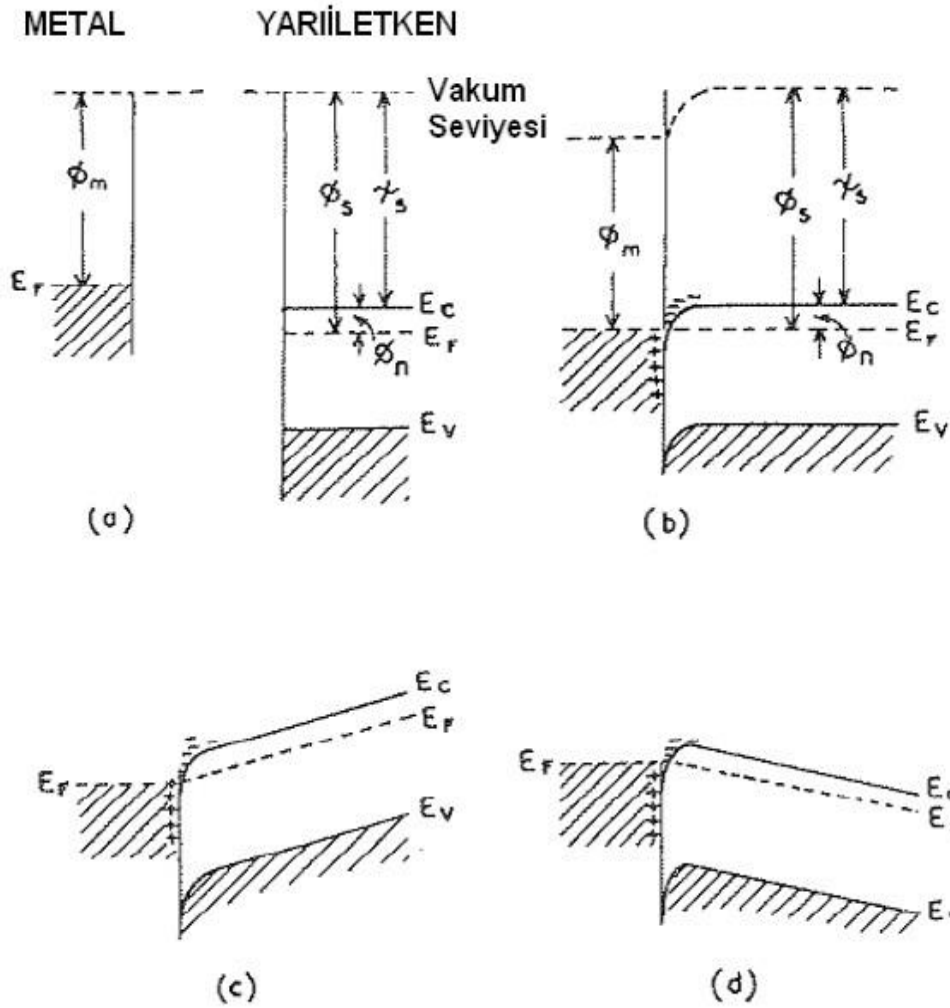 METAL YARIİLETKEN
Vakum
Seviyesi
ϕm
ϕs
χs
EF
EC
EF
ϕn
EV
(a)
ϕm
ϕs
χs
EC
EF
ϕn
EV
(b)
EC
EF
EF
EV
(c)
EF
E
E
E
(d)